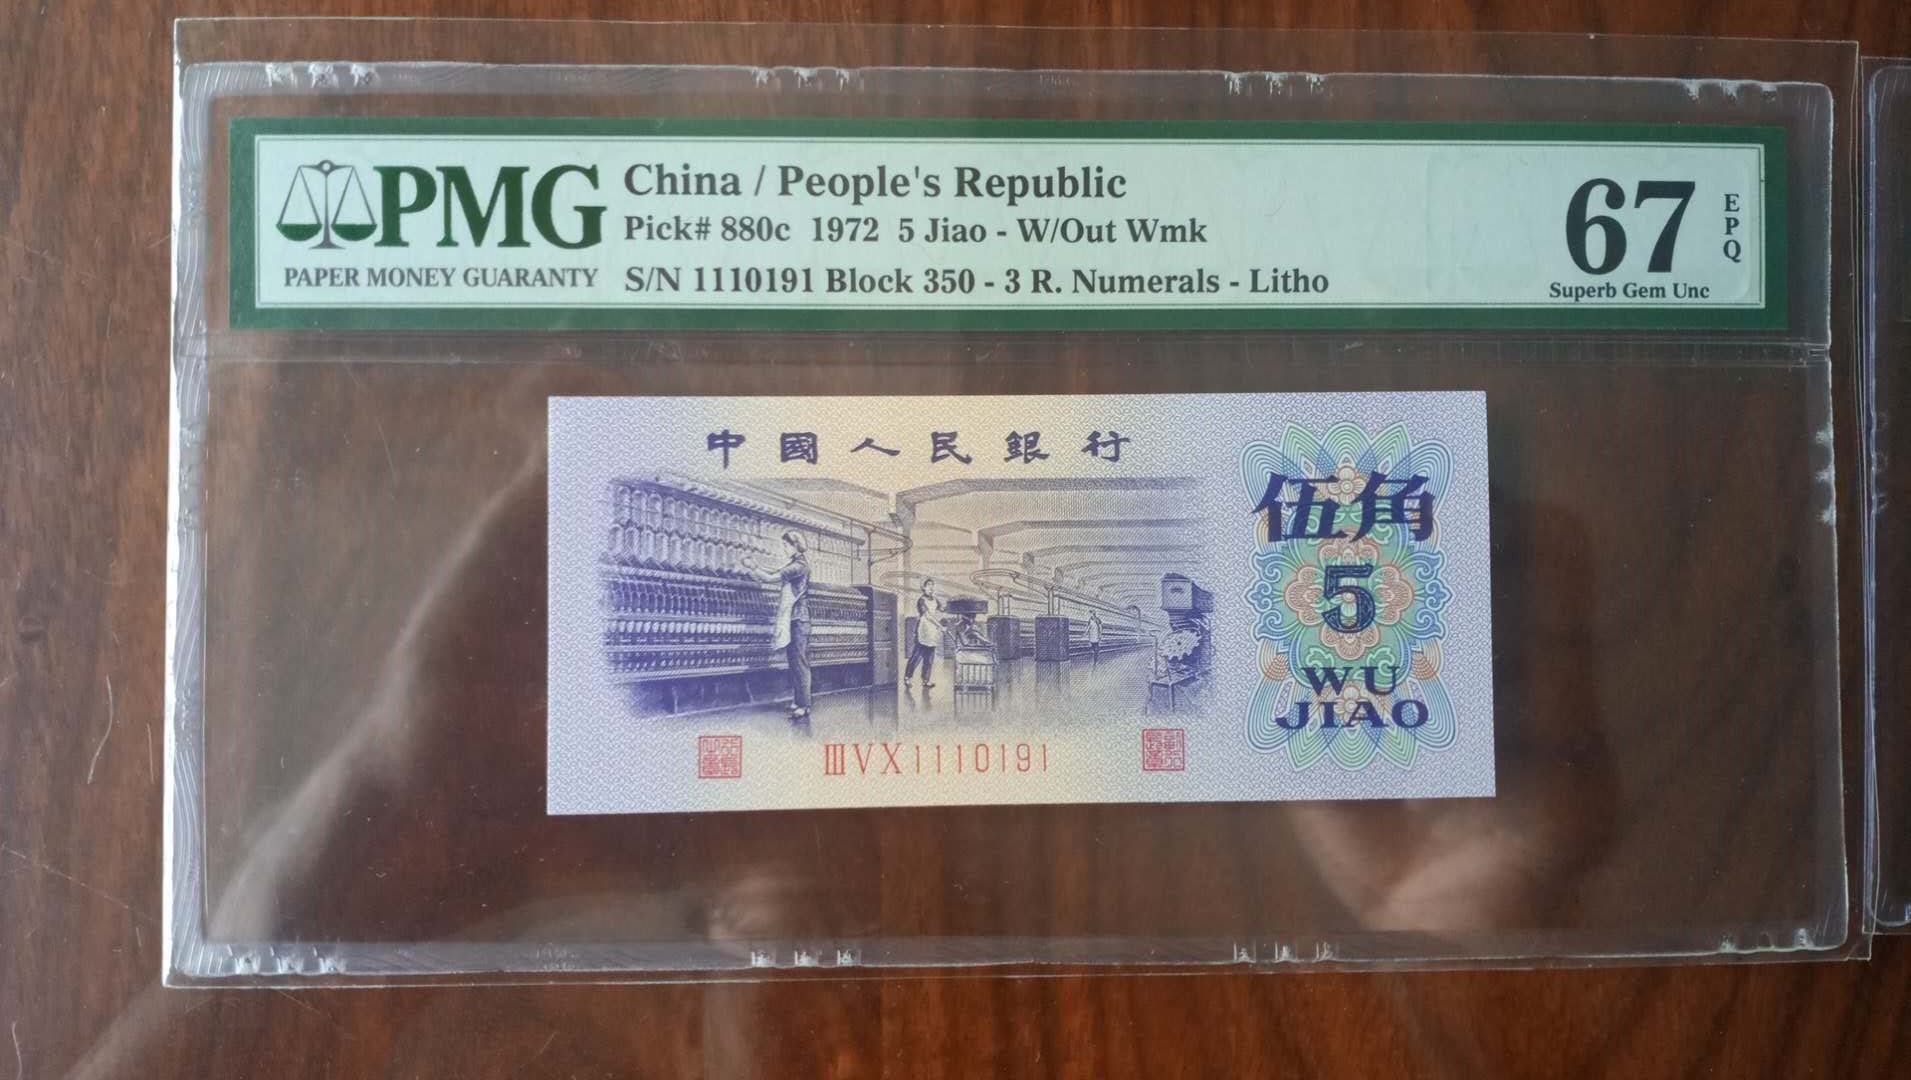 PMG
PAPER MONEY GUARANTY
China / People's Republic
Pick# 880c 1972 5 Jiao - W/Out Wmk
S/N 1110191 Block 350 - 3 R. Numerals - Litho
67
EPQ
Superb Gem Unc
中國人民銀行
伍角
5
WU
JIAO
ⅢⅤⅩ1110191